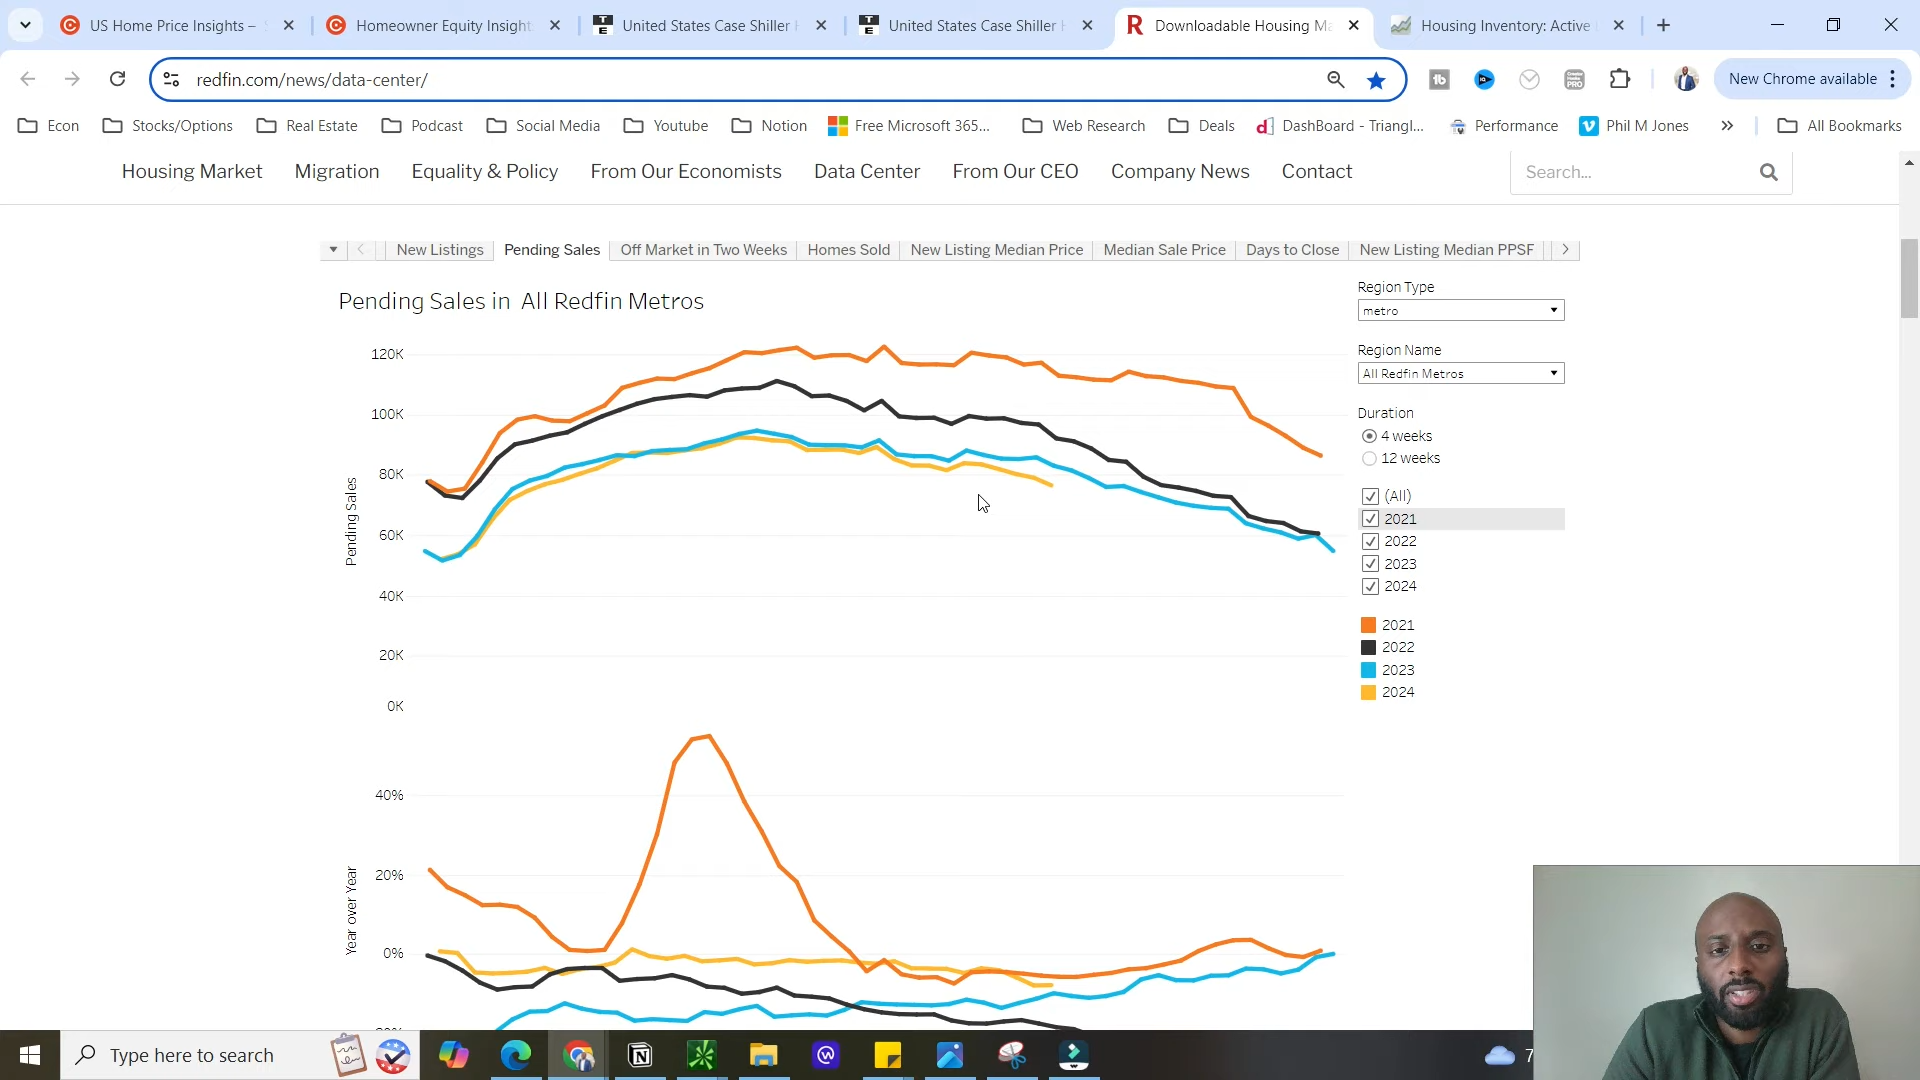 US Home Price Insights –
Homeowner Equity Insight
United States Case Shiller
United States Case Shiller
Downloadable Housing Ma
Housing Inventory: Active
redfin.com/news/data-center/
New Chrome available
Econ
Stocks/Options
Real Estate
Podcast
Social Media
Youtube
Notion
Free Microsoft 365...
Web Research
Deals
DashBoard - Triangl...
Performance
Phil M Jones
All Bookmarks
Housing Market
Migration
Equality & Policy
From Our Economists
Data Center
From Our CEO
Company News
Contact
Search...
New Listings
Pending Sales
Off Market in Two Weeks
Homes Sold
New Listing Median Price
Median Sale Price
Days to Close
New Listing Median PPSF
Pending Sales in All Redfin Metros
Region Type
metro
Region Name
All Redfin Metros
Duration
4 weeks
12 weeks
(All)
2021
2022
2023
2024
2021
2022
2023
2024
Pending Sales
120K
100K
80K
60K
40K
20K
0K
Year over Year
40%
20%
0%
Type here to search
7